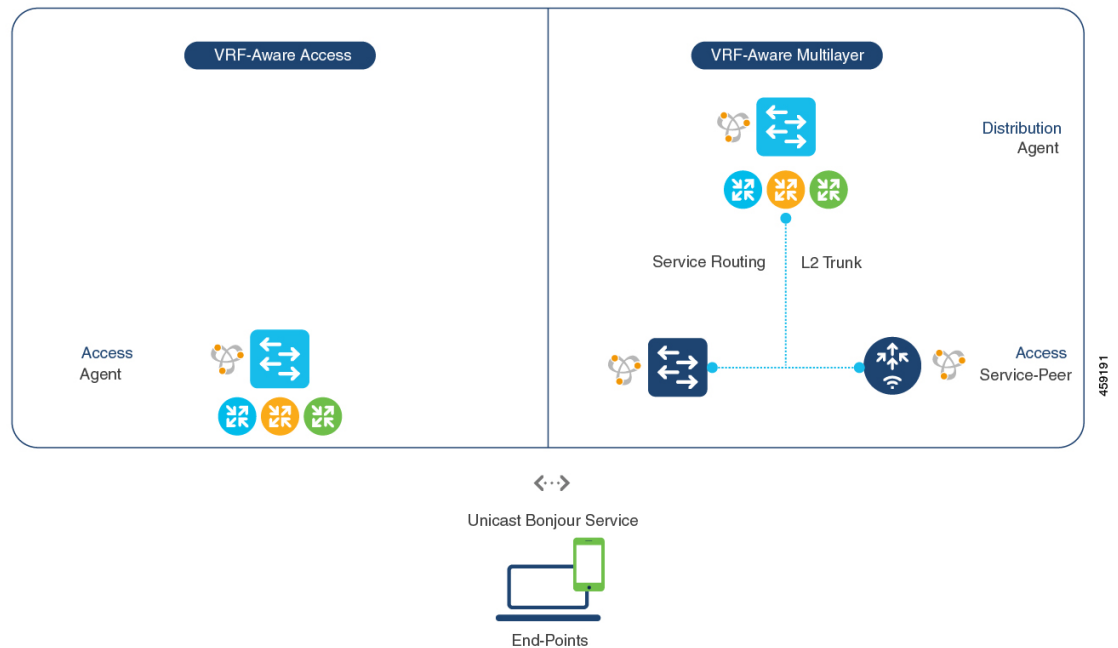 VRF-Aware Access
VRF-Aware Multilayer
Distribution
Agent
Service Routing
L2 Trunk
Access
Agent
Access
Service-Peer
459191
Unicast Bonjour Service
End-Points